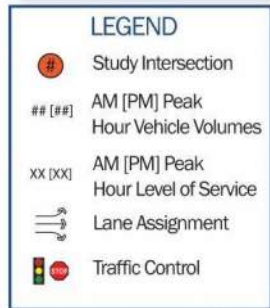 LEGEND
# Study Intersection
## [##] AM [PM] Peak
Hour Vehicle Volumes
XX [XX] AM [PM] Peak
Hour Level of Service
Lane Assignment
STOP Traffic Control